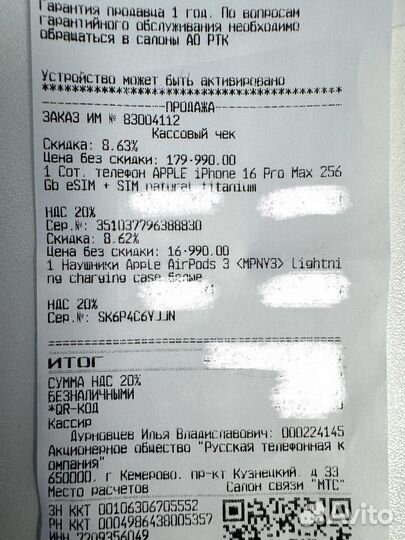 Гарантия продавца 1 год. По вопросам
гарантийного обслуживания необходимо
обращаться в салоны АО РТК
Устройство может быть активировано
****************************************
ПРОДАЖА
ЗАКАЗ ИМ № 83004112
Кассовый чек
Скидка: 8.63%
Цена без скидки: 179-990.00
1 Сот. телефон APPLE iPhone 16 Pro Max 256
Gb eSIM + SIM natural titanium
НДС 20%
Сер.№: 351037796388830
Скидка: 8.62%
Цена без скидки: 16-990.00
1 Наушники Apple AirPods 3 <MPNY3> Lightni
ng charging case белые
НДС 20%
Сер.№: SK6P4C6YJJN
ИТОГ
СУММА НДС 20%
БЕЗНАЛИЧНЫМИ
*QR-КОД
Кассир
Дурновцев Илья Владиславович; 000224145
Акционерное общество "Русская телефонная к
омпания"
650000, г Кемерово, пр-кт Кузнецкий, д 33
Место расчетов Салон связи "МТС"
ЗН ККТ 00106306705552
РН ККТ 0004986438005357
ИНН 7709356049
Avito